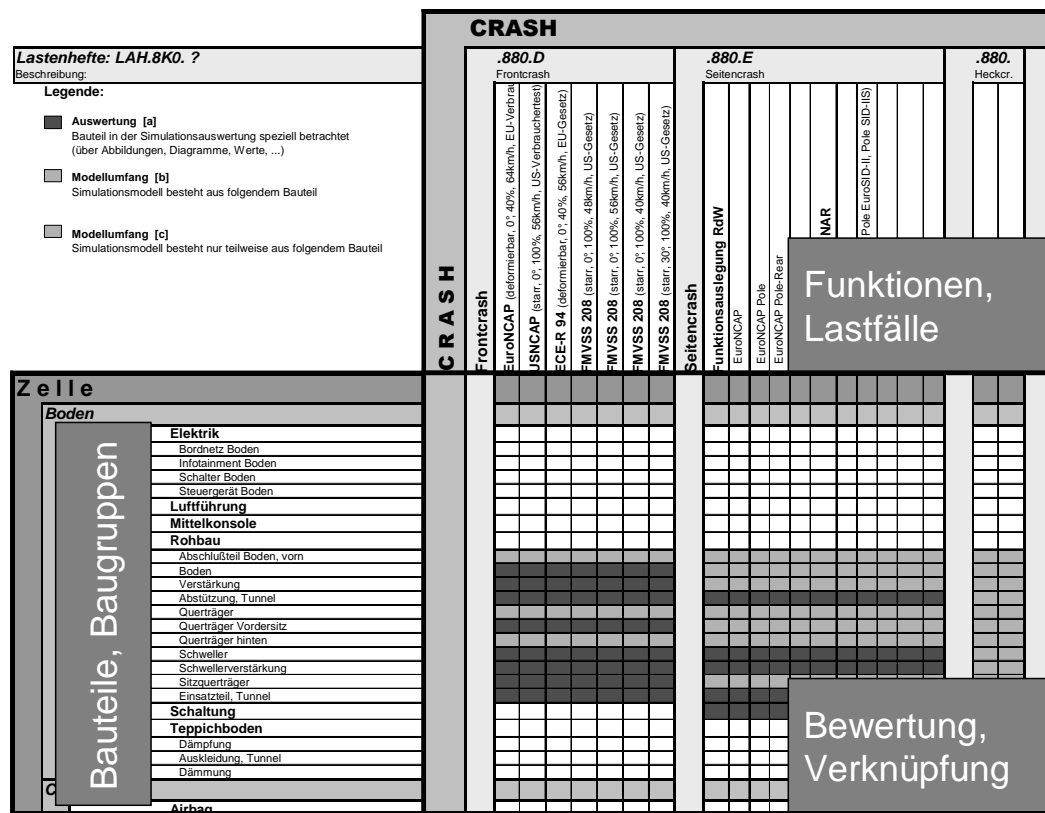 CRASH
Lastenhefte: LAH.8K0. ?
Beschreibung:
.880.D
Frontcrash
.880.E
Seitencrash
.880.
Heckcr.
Legende:
Auswertung [a]
Bauteil in der Simulationsauswertung speziell betrachtet
(über Abbildungen, Diagramme, Werte, ...)
Modellumfang [b]
Simulationsmodell besteht aus folgendem Bauteil
Modellumfang [c]
Simulationsmodell besteht nur teilweise aus folgendem Bauteil
CRASH
Frontcrash
EuroNCAP (deformierbar, 0°, 40%, 64km/h, EU-Verbrau
USNCAP (starr, 0°, 100%, 56km/h, US-Verbrauchertest)
ECE-R 94 (deformierbar, 0°, 40%, 56km/h, EU-Gesetz)
FMVSS 208 (starr, 0°, 100%, 48km/h, US-Gesetz)
FMVSS 208 (starr, 0°, 100%, 56km/h, US-Gesetz)
FMVSS 208 (starr, 0°, 100%, 40km/h, US-Gesetz)
FMVSS 208 (starr, 30°, 100%, 40km/h, US-Gesetz)
Seitencrash
Funktionsauslegung RdW
EuroNCAP
EuroNCAP Pole
EuroNCAP Pole-Rear
NAR
Pole EuroSID-II, Pole SID-IIS)
Funktionen,
Lastfälle
Zelle
Boden
Bauteile, Baugruppen
Elektrik
Bordnetz Boden
Infotainment Boden
Schalter Boden
Steuergerät Boden
Luftführung
Mittelkonsole
Rohbau
Abschlußteil Boden, vorn
Boden
Verstärkung
Abstützung, Tunnel
Querträger
Querträger Vordersitz
Querträger hinten
Schweller
Schwellerverstärkung
Sitzquerträger
Einsatzteil, Tunnel
Schaltung
Teppichboden
Dämpfung
Auskleidung, Tunnel
Dämmung
Bewertung,
Verknüpfung
C
Airbag